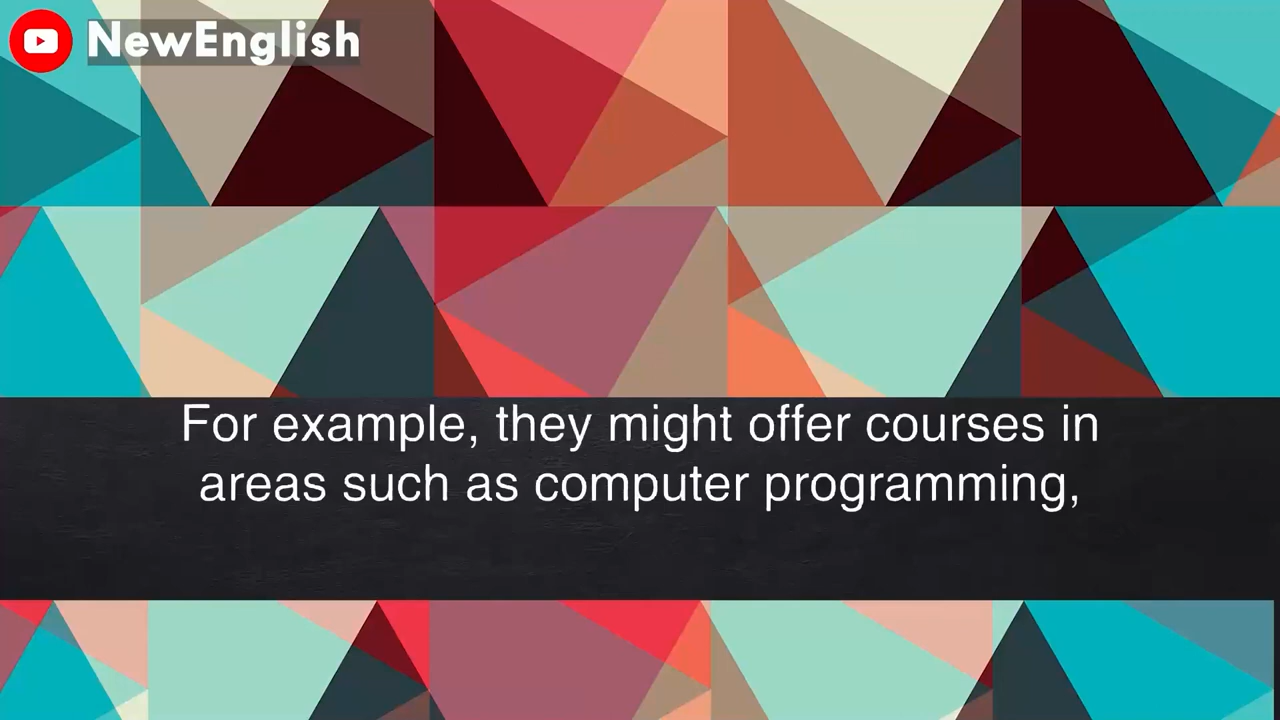 NewEnglish
For example, they might offer courses in
areas such as computer programming,